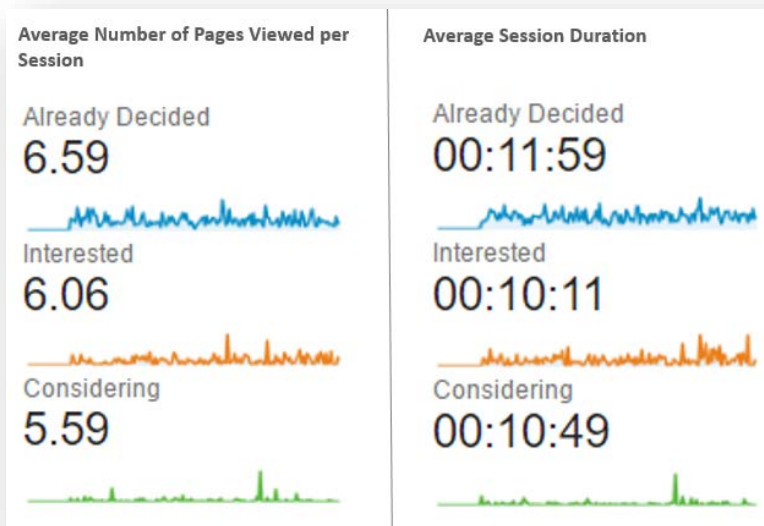 Average Number of Pages Viewed per
Session
Already Decided
6.59
Interested
6.06
Considering
5.59
Average Session Duration
Already Decided
00:11:59
Interested
00:10:11
Considering
00:10:49